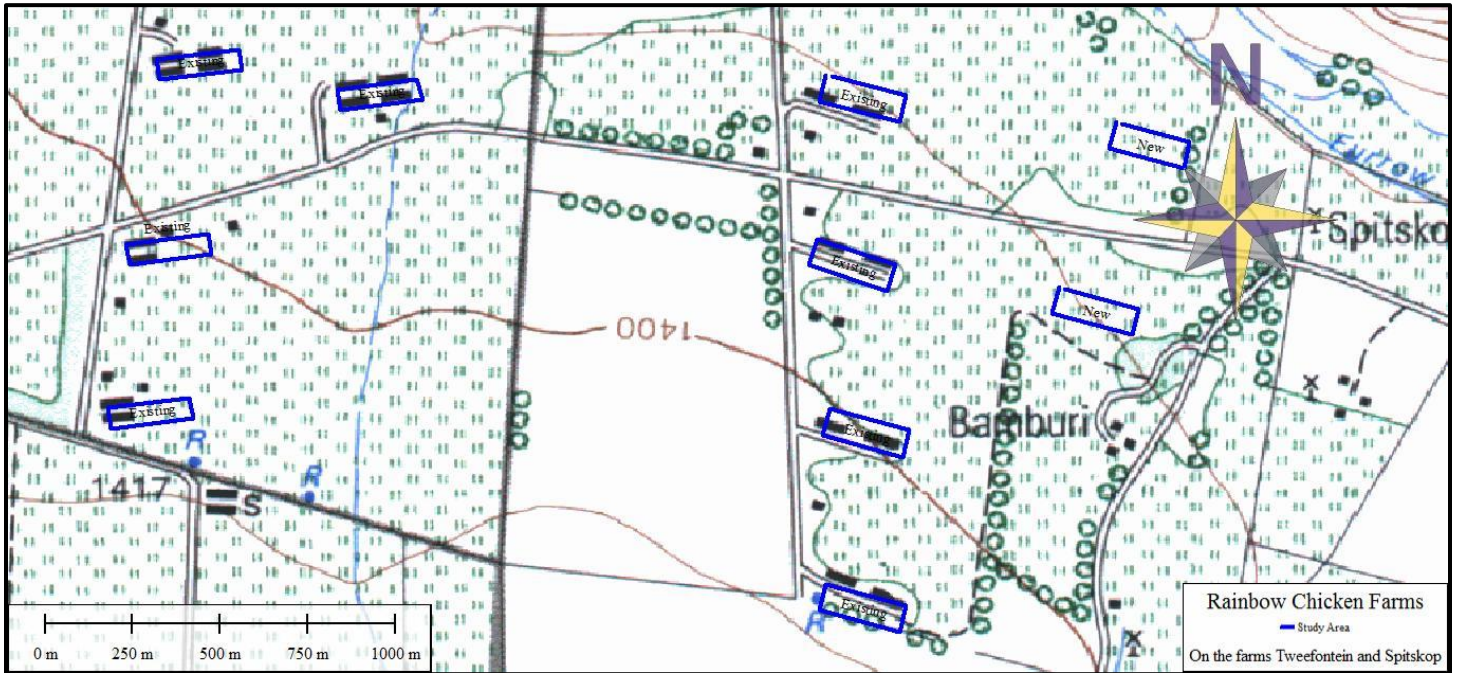 Existing
Existing
Existing
N
New
Furrow
Existing
Spitsko
Existing
New
1400
Existing
Existing
Bamburi
R
R
1417
S
Existing
R
0 m 250 m 500 m 750 m 1000 m
Rainbow Chicken Farms
Study Area
On the farms Tweefontein and Spitskop